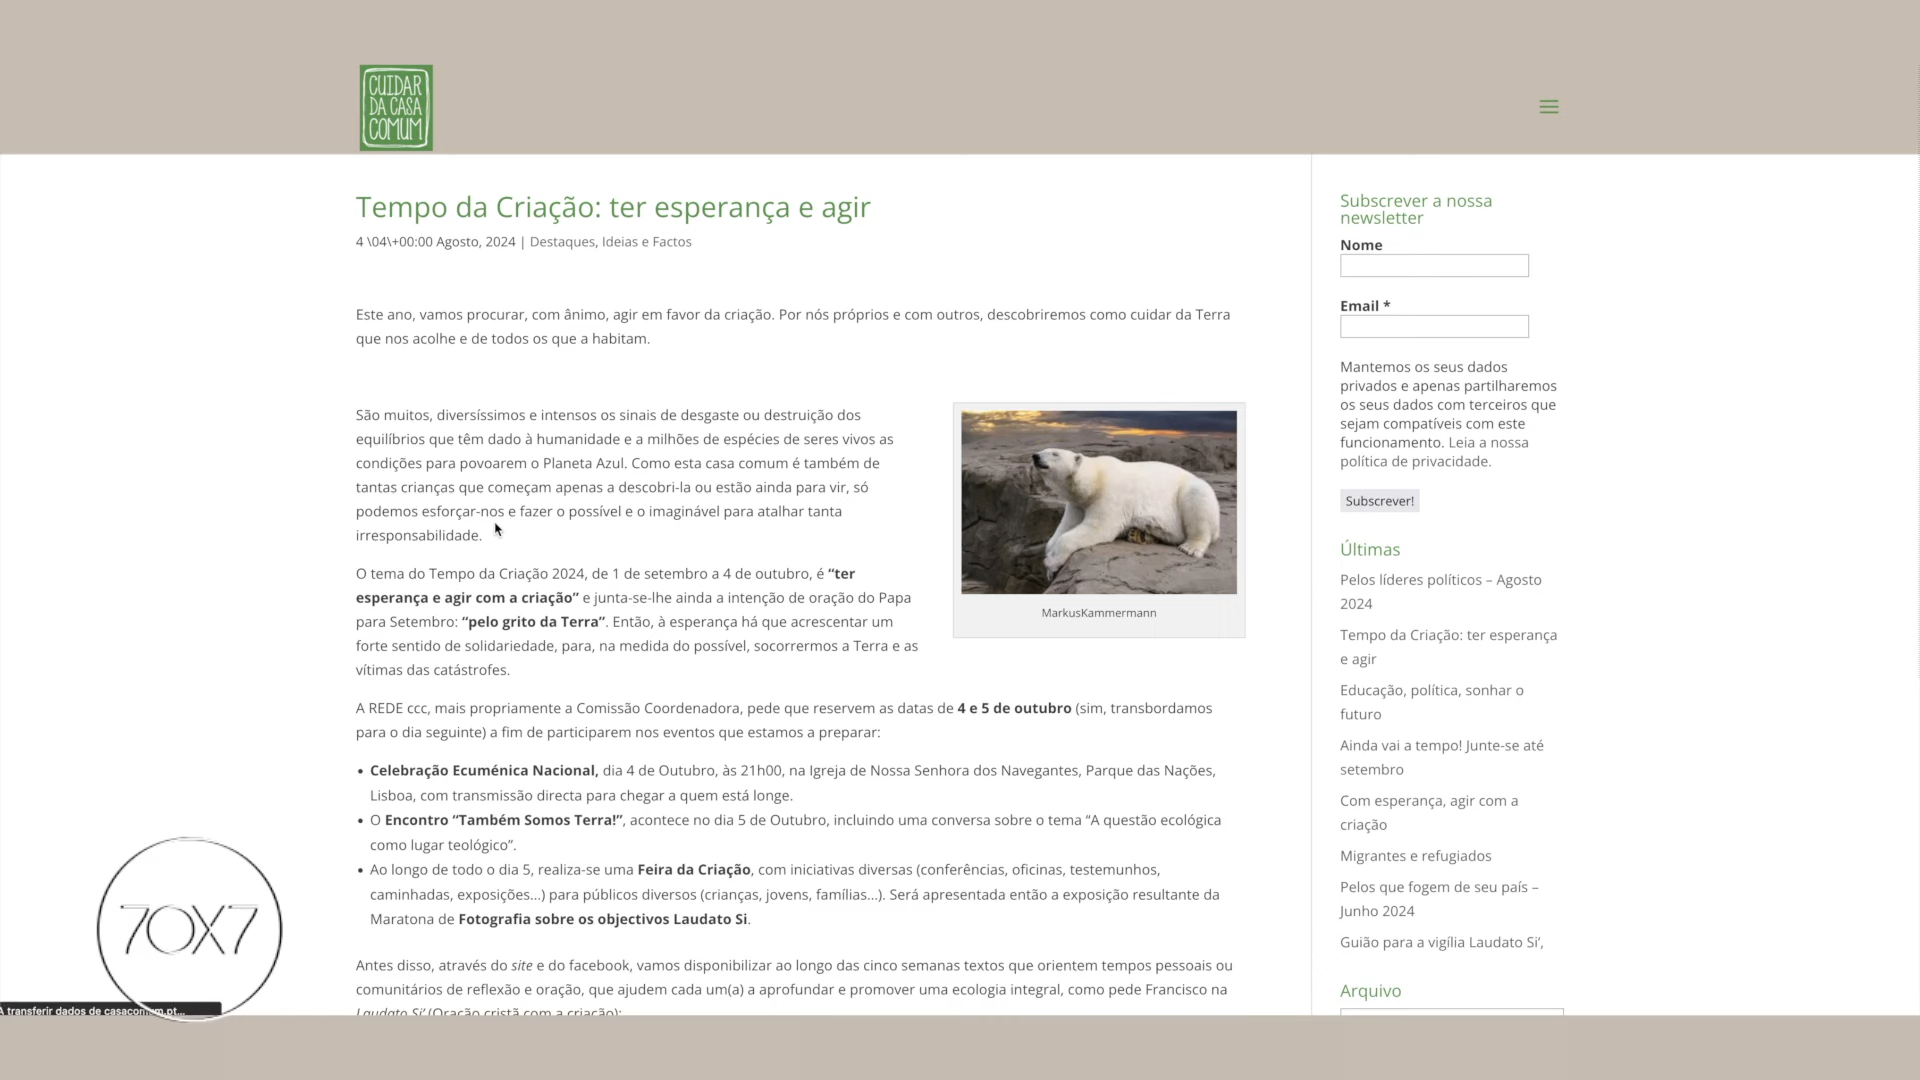 CUIDAR
DA CASA
COMUM
Tempo da Criação: ter esperança e agir
4 \04\+00:00 Agosto, 2024 | Destaques, Ideias e Factos
Este ano, vamos procurar, com ânimo, agir em favor da criação. Por nós próprios e com outros, descobriremos como cuidar da Terra
que nos acolhe e de todos os que a habitam.
São muitos, diversíssimos e intensos os sinais de desgaste ou destruição dos
equilíbrios que têm dado à humanidade e a milhões de espécies de seres vivos as
condições para povoarem o Planeta Azul. Como esta casa comum é também de
tantas crianças que começam apenas a descobri-la ou estão ainda para vir, só
podemos esforçar-nos e fazer o possível e o imaginável para atalhar tanta
irresponsabilidade.
MarkusKammermann
O tema do Tempo da Criação 2024, de 1 de setembro a 4 de outubro, é “ter
esperança e agir com a criação” e junta-se-lhe ainda a intenção de oração do Papa
para Setembro: “pelo grito da Terra”. Então, à esperança há que acrescentar um
forte sentido de solidariedade, para, na medida do possível, socorrermos a Terra e as
vítimas das catástrofes.
A REDE ccc, mais propriamente a Comissão Coordenadora, pede que reservem as datas de 4 e 5 de outubro (sim, transbordamos
para o dia seguinte) a fim de participarem nos eventos que estamos a preparar:
• Celebração Ecuménica Nacional, dia 4 de Outubro, às 21h00, na Igreja de Nossa Senhora dos Navegantes, Parque das Nações,
Lisboa, com transmissão directa para chegar a quem está longe.
• O Encontro “Também Somos Terra!”, acontece no dia 5 de Outubro, incluindo uma conversa sobre o tema “A questão ecológica
como lugar teológico”.
• Ao longo de todo o dia 5, realiza-se uma Feira da Criação, com iniciativas diversas (conferências, oficinas, testemunhos,
caminhadas, exposições...) para públicos diversos (crianças, jovens, famílias...). Será apresentada então a exposição resultante da
Maratona de Fotografia sobre os objectivos Laudato Si.
Antes disso, através do site e do facebook, vamos disponibilizar ao longo das cinco semanas textos que orientem tempos pessoais ou
comunitários de reflexão e oração, que ajudem cada um(a) a aprofundar e promover uma ecologia integral, como pede Francisco na
Laudato Si’ (Oração cristã com a criação):
Subscrever a nossa
newsletter
Nome
Email *
Mantemos os seus dados
privados e apenas partilharemos
os seus dados com terceiros que
sejam compatíveis com este
funcionamento. Leia a nossa
política de privacidade.
Subscrever!
Últimas
Pelos líderes políticos – Agosto
2024
Tempo da Criação: ter esperança
e agir
Educação, política, sonhar o
futuro
Ainda vai a tempo! Junte-se até
setembro
Com esperança, agir com a
criação
Migrantes e refugiados
Pelos que fogem de seu país –
Junho 2024
Guião para a vigília Laudato Si’,
Arquivo
70X7
A transferir dados de casacomum.pt...